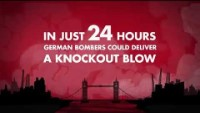 IN JUST 24 HOURS
GERMAN BOMBERS COULD DELIVER
A KNOCKOUT BLOW